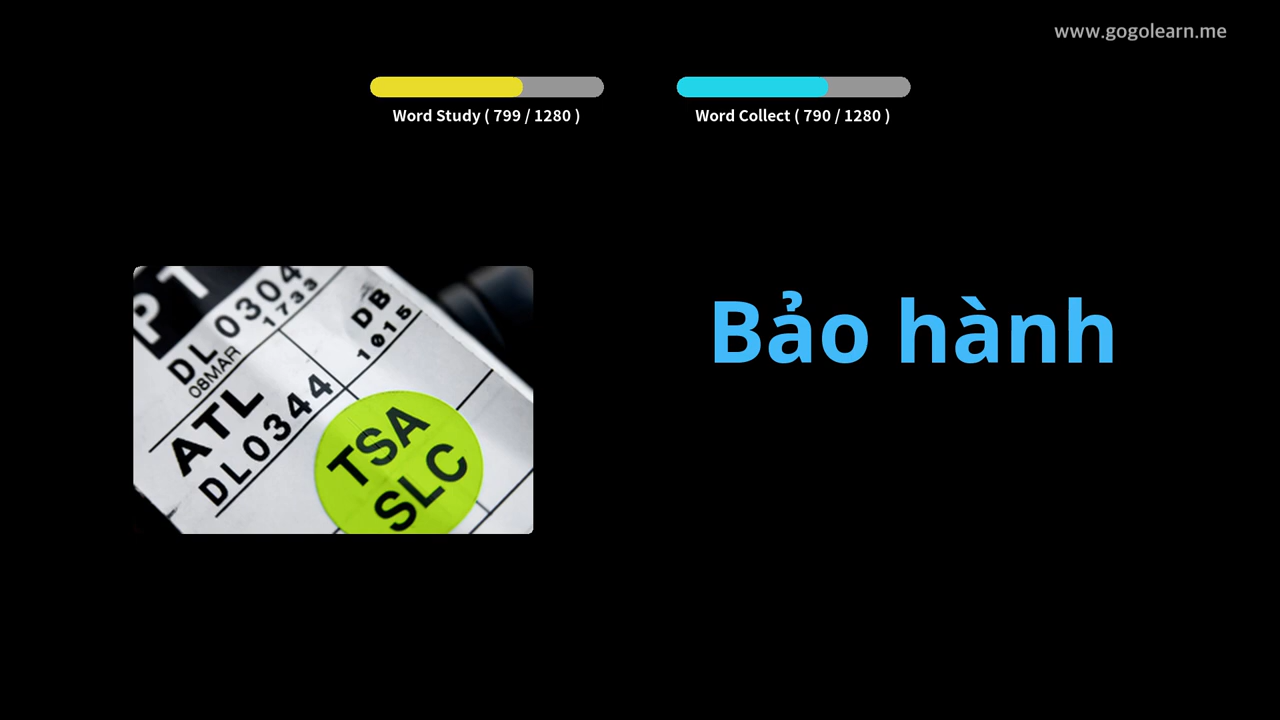 www.gogolearn.me
Word Study ( 799 / 1280 )
Word Collect ( 790 / 1280 )
P1
DL0304
1733
08MAR
DB
1015
ATL
DL0344
TSA
SLC
Bảo hành